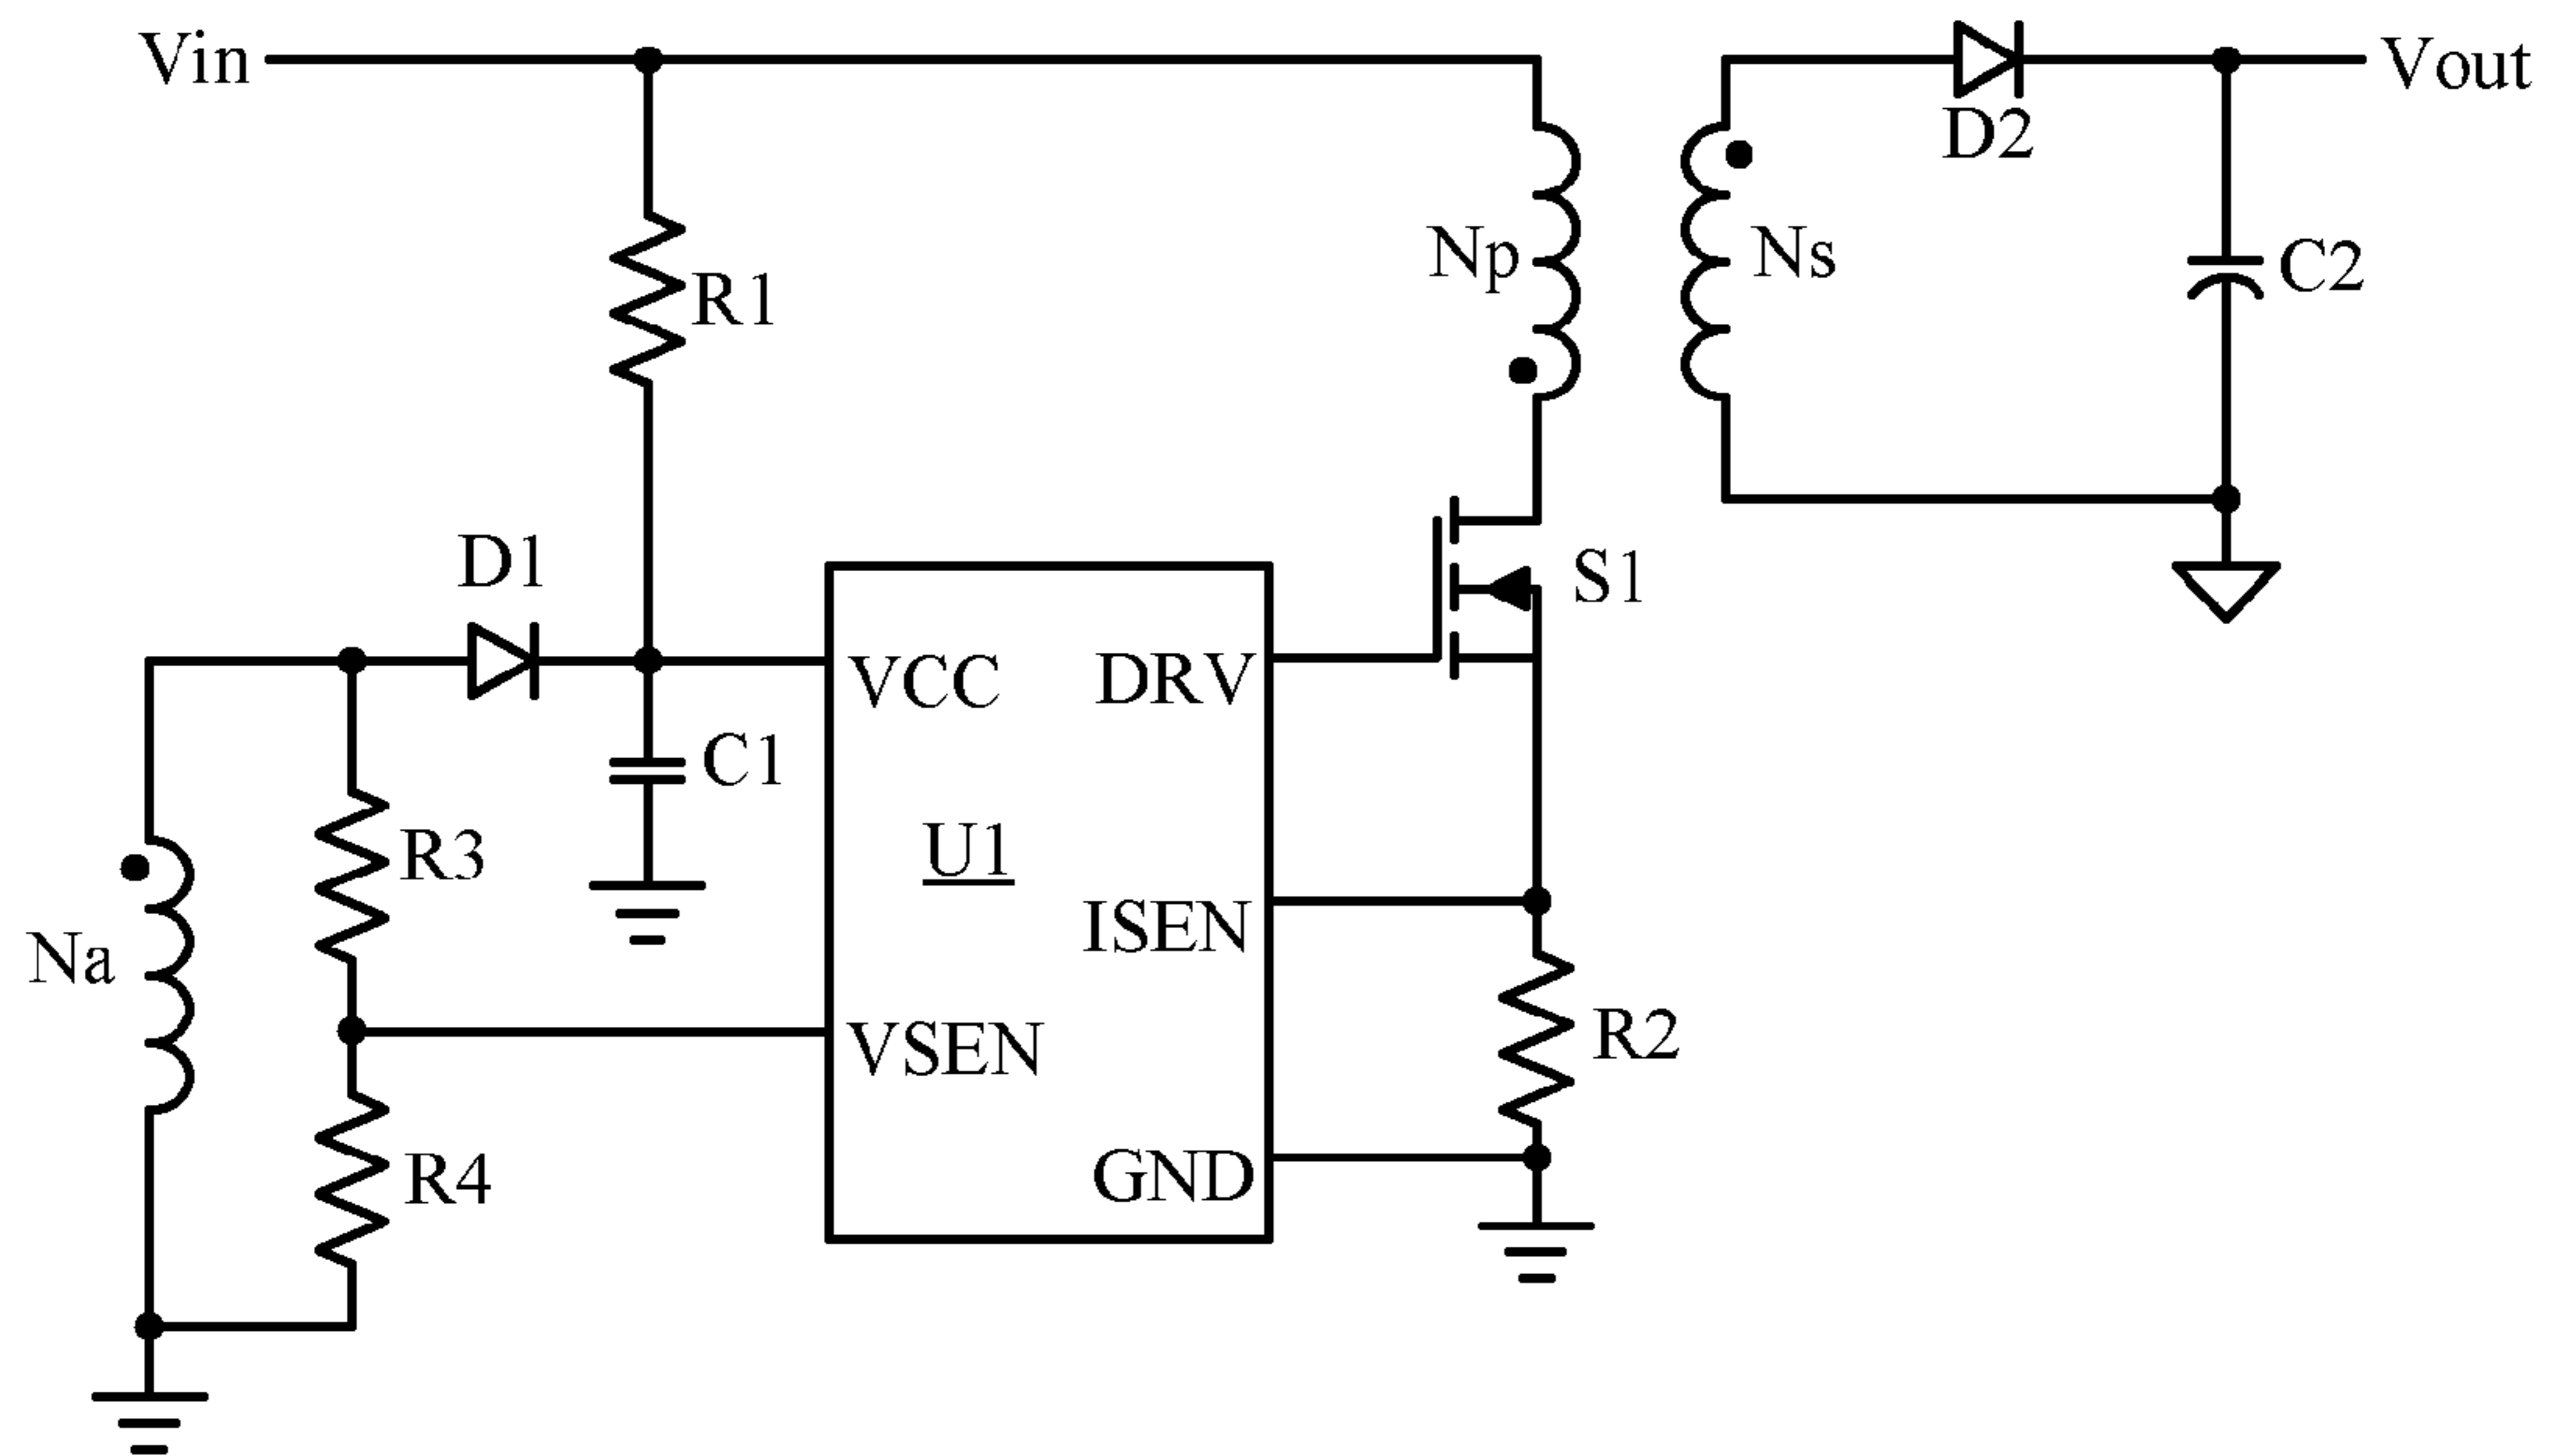 Vin
Vout
D2
Np
Ns
C2
R1
D1
S1
VCC
DRV
C1
R3
U1
ISEN
Na
VSEN
R2
R4
GND